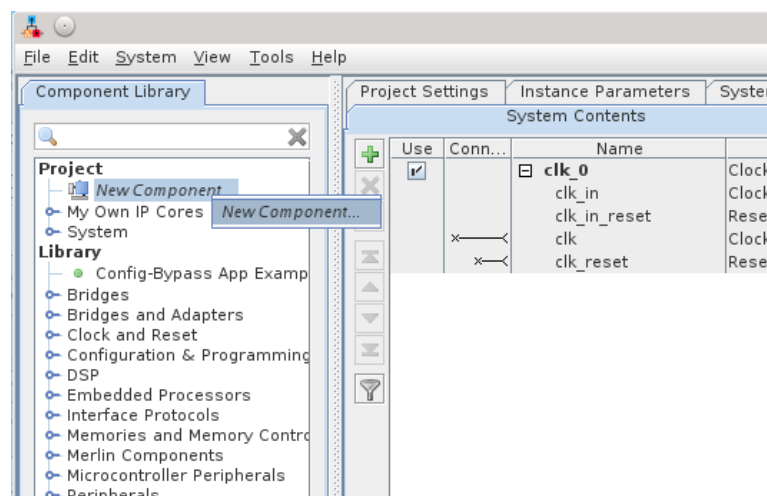 File Edit System View Tools Help
Component Library
Project Settings Instance Parameters Syste
System Contents
Use Conn... Name
Project
New Component
New Component...
My Own IP Cores
System
Library
Config-Bypass App Examp
Bridges
Bridges and Adapters
Clock and Reset
Configuration & Programming
DSP
Embedded Processors
Interface Protocols
Memories and Memory Contro
Merlin Components
Microcontroller Peripherals
Peripherals
clk_0 Clock
clk_in Clock
clk_in_reset Rese
clk Clock
clk_reset Rese